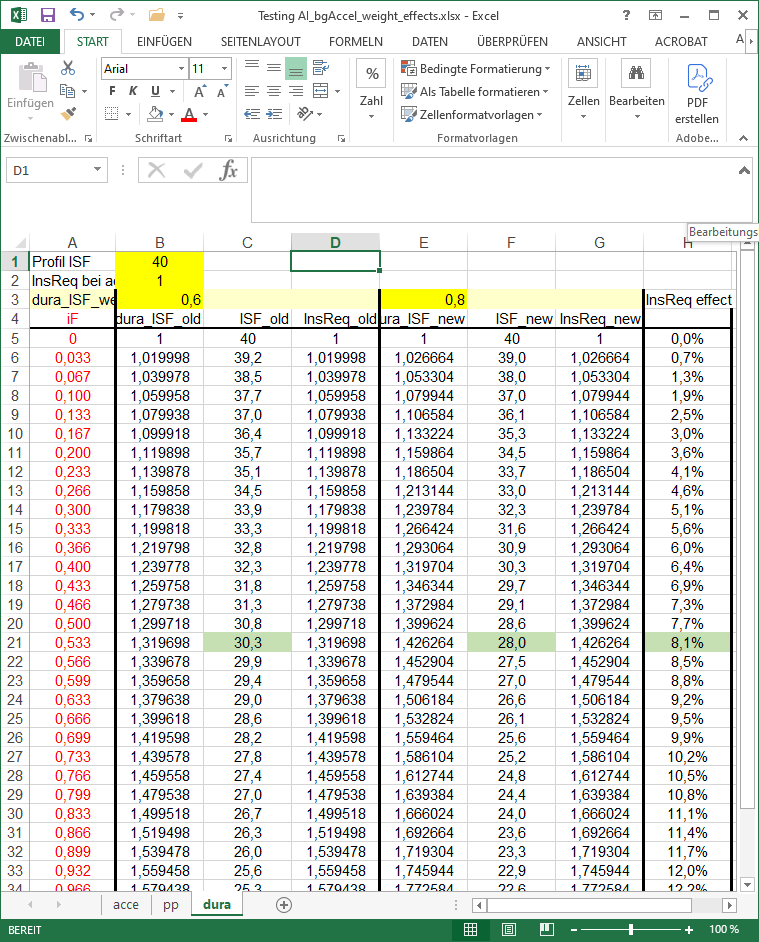 Testing AI_bgAccel_weight_effects.xlsx - Excel
DATEI START EINFÜGEN SEITENLAYOUT FORMELN DATEN ÜBERPRÜFEN ANSICHT ACROBAT A
Arial 11
Einfügen F K U A A A % Zahl Bedingte Formatierung Zellen Bearbeiten PDF erstellen
Als Tabelle formatieren
Zellenformatvorlagen
Zwischenabl... Schriftart Ausrichtung Formatvorlagen Adobe...
D1 fx
Bearbeitungs
A B C D E F G H
1 Profil ISF 40
2 InsReq bei ac 1
3 dura_ISF_we 0,6 0,8 InsReq effect
4 iF dura_ISF_old ISF_old InsReq_old ura_ISF_new ISF_new InsReq_new
5 0 1 40 1 1 40 1 0,0%
6 0,033 1,019998 39,2 1,019998 1,026664 39,0 1,026664 0,7%
7 0,067 1,039978 38,5 1,039978 1,053304 38,0 1,053304 1,3%
8 0,100 1,059958 37,7 1,059958 1,079944 37,0 1,079944 1,9%
9 0,133 1,079938 37,0 1,079938 1,106584 36,1 1,106584 2,5%
10 0,167 1,099918 36,4 1,099918 1,133224 35,3 1,133224 3,0%
11 0,200 1,119898 35,7 1,119898 1,159864 34,5 1,159864 3,6%
12 0,233 1,139878 35,1 1,139878 1,186504 33,7 1,186504 4,1%
13 0,266 1,159858 34,5 1,159858 1,213144 33,0 1,213144 4,6%
14 0,300 1,179838 33,9 1,179838 1,239784 32,3 1,239784 5,1%
15 0,333 1,199818 33,3 1,199818 1,266424 31,6 1,266424 5,6%
16 0,366 1,219798 32,8 1,219798 1,293064 30,9 1,293064 6,0%
17 0,400 1,239778 32,3 1,239778 1,319704 30,3 1,319704 6,4%
18 0,433 1,259758 31,8 1,259758 1,346344 29,7 1,346344 6,9%
19 0,466 1,279738 31,3 1,279738 1,372984 29,1 1,372984 7,3%
20 0,500 1,299718 30,8 1,299718 1,399624 28,6 1,399624 7,7%
21 0,533 1,319698 30,3 1,319698 1,426264 28,0 1,426264 8,1%
22 0,566 1,339678 29,9 1,339678 1,452904 27,5 1,452904 8,5%
23 0,599 1,359658 29,4 1,359658 1,479544 27,0 1,479544 8,8%
24 0,633 1,379638 29,0 1,379638 1,506184 26,6 1,506184 9,2%
25 0,666 1,399618 28,6 1,399618 1,532824 26,1 1,532824 9,5%
26 0,699 1,419598 28,2 1,419598 1,559464 25,6 1,559464 9,9%
27 0,733 1,439578 27,8 1,439578 1,586104 25,2 1,586104 10,2%
28 0,766 1,459558 27,4 1,459558 1,612744 24,8 1,612744 10,5%
29 0,799 1,479538 27,0 1,479538 1,639384 24,4 1,639384 10,8%
30 0,833 1,499518 26,7 1,499518 1,666024 24,0 1,666024 11,1%
31 0,866 1,519498 26,3 1,519498 1,692664 23,6 1,692664 11,4%
32 0,899 1,539478 26,0 1,539478 1,719304 23,3 1,719304 11,7%
33 0,932 1,559458 25,6 1,559458 1,745944 22,9 1,745944 12,0%
34 0,966 1,579438 25,3 1,579438 1,772584 22,6 1,772584 12,2%
acce pp dura
BEREIT 100 %